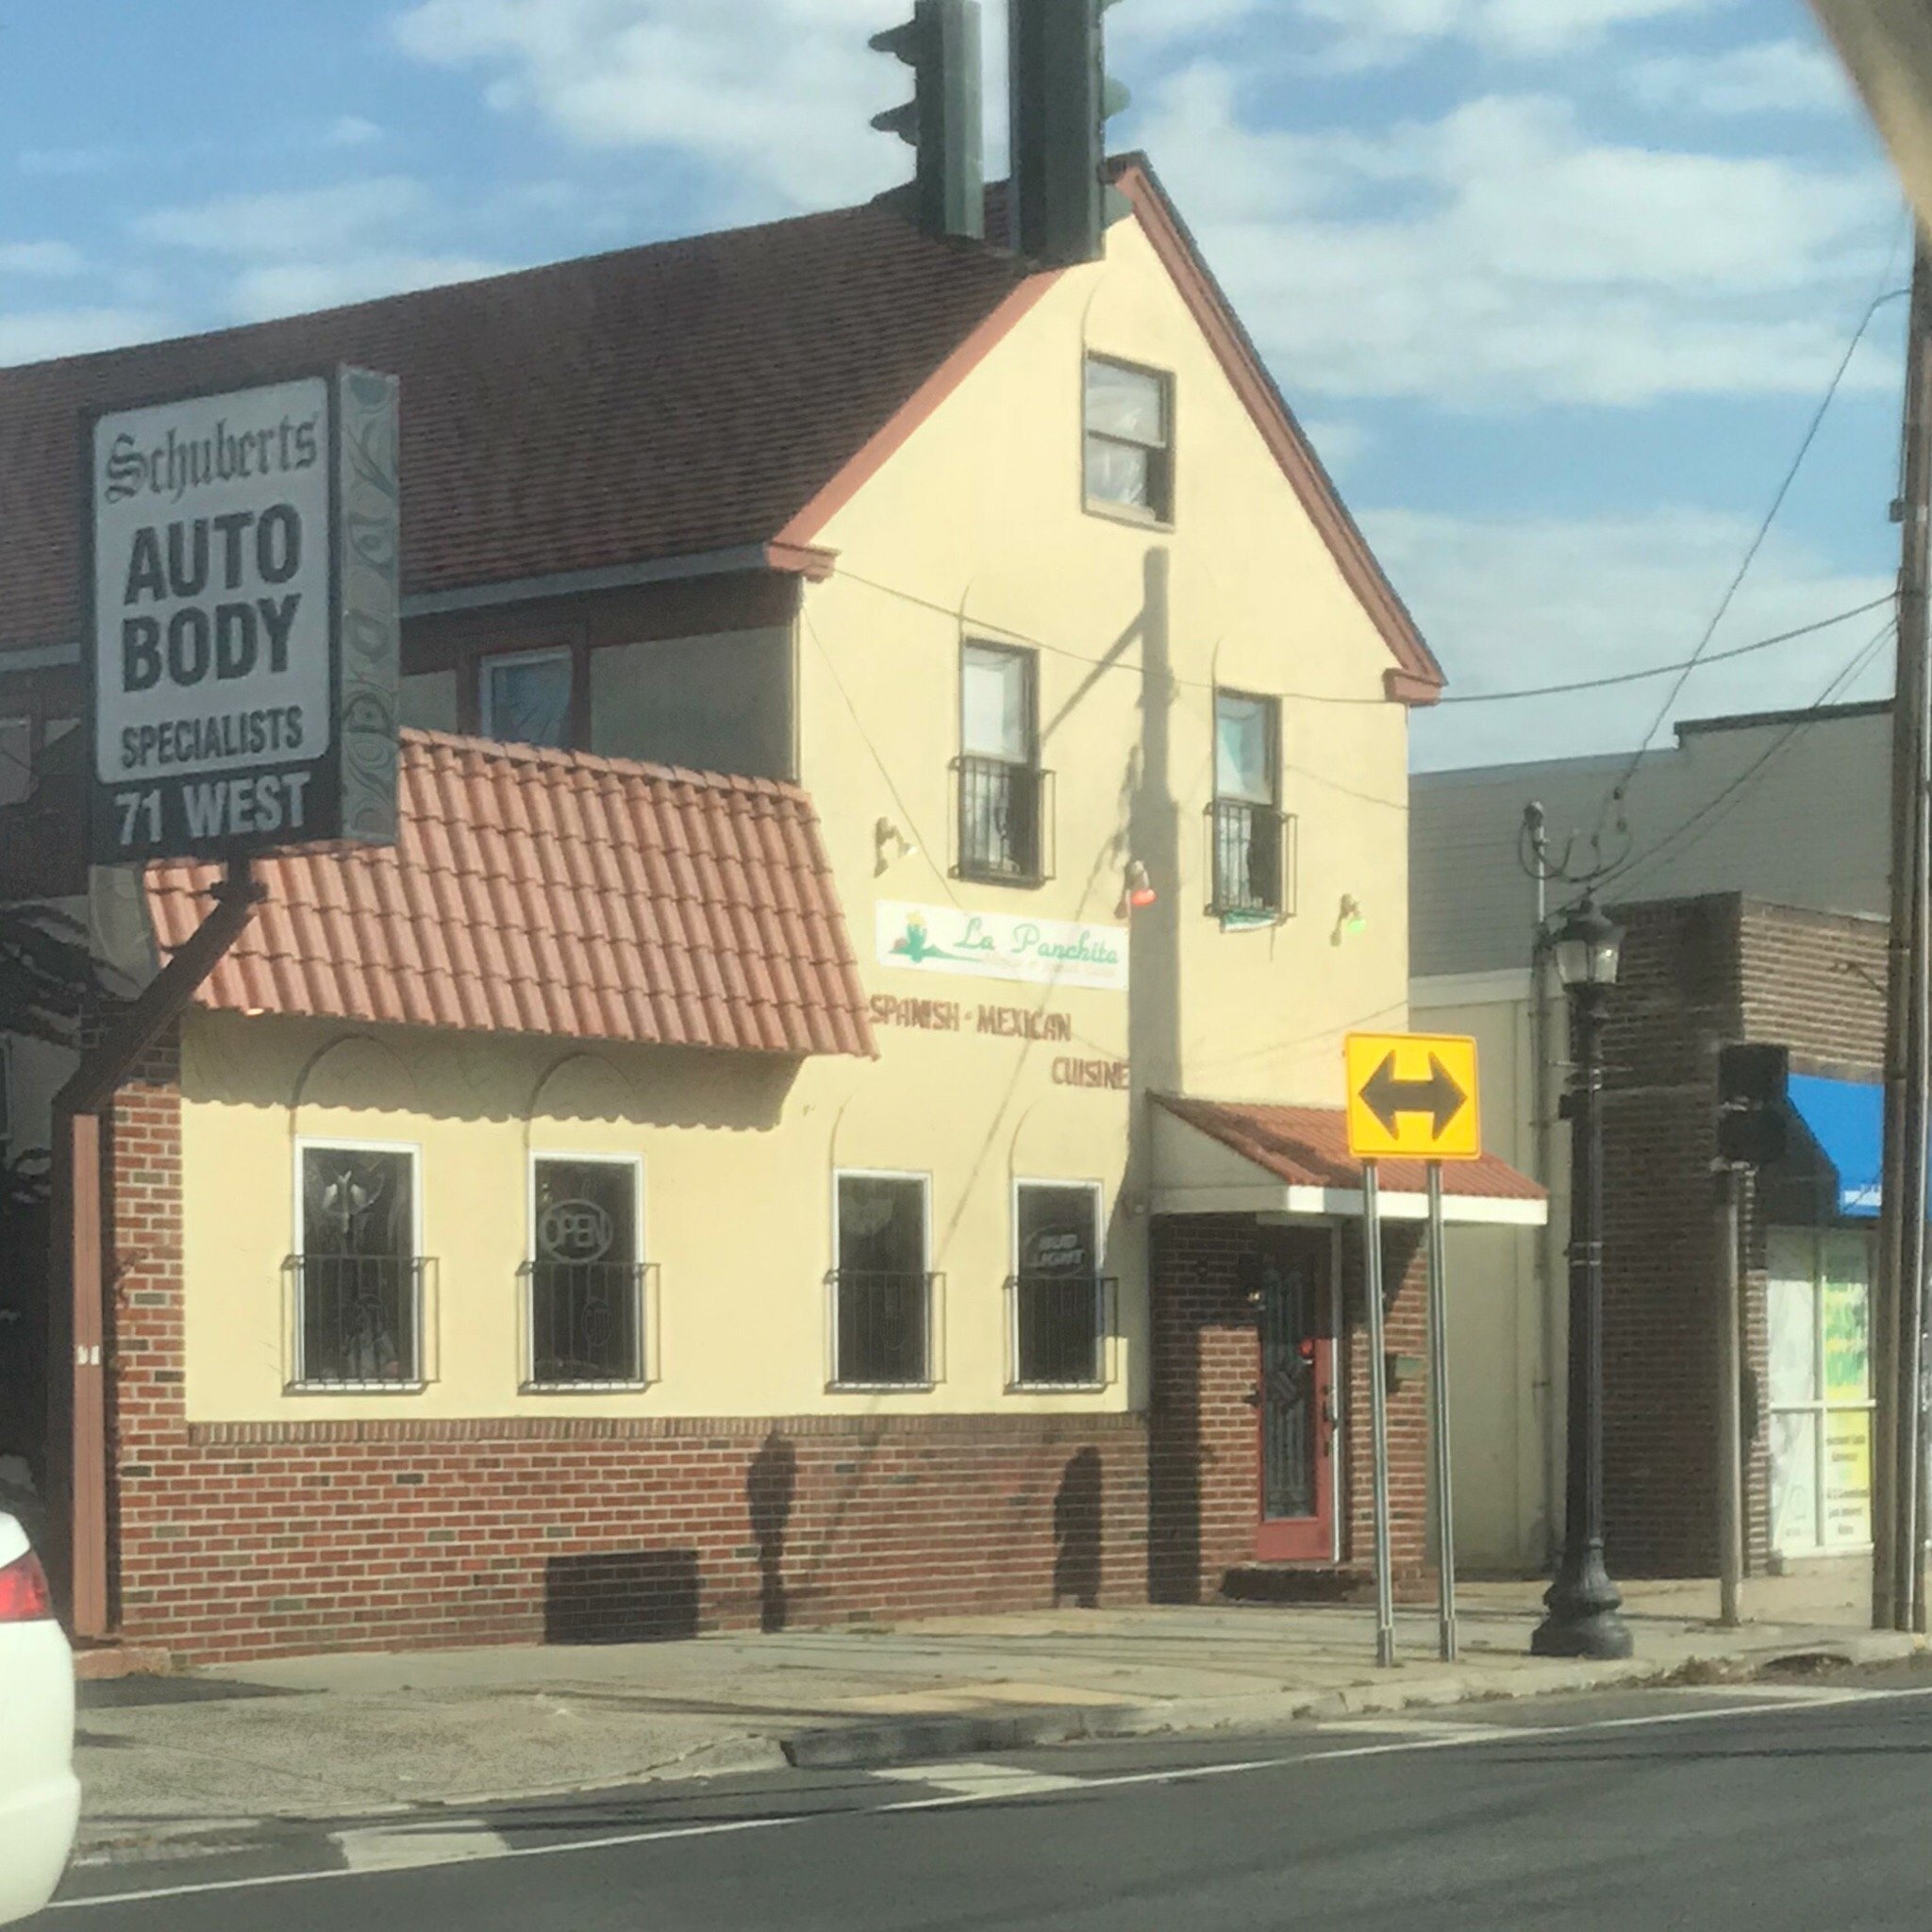 Schuberts'
AUTO
BODY
SPECIALISTS
71 WEST
La Panchita
SPANISH - MEXICAN
CUISINE
OPEN
BUD
LIGHT